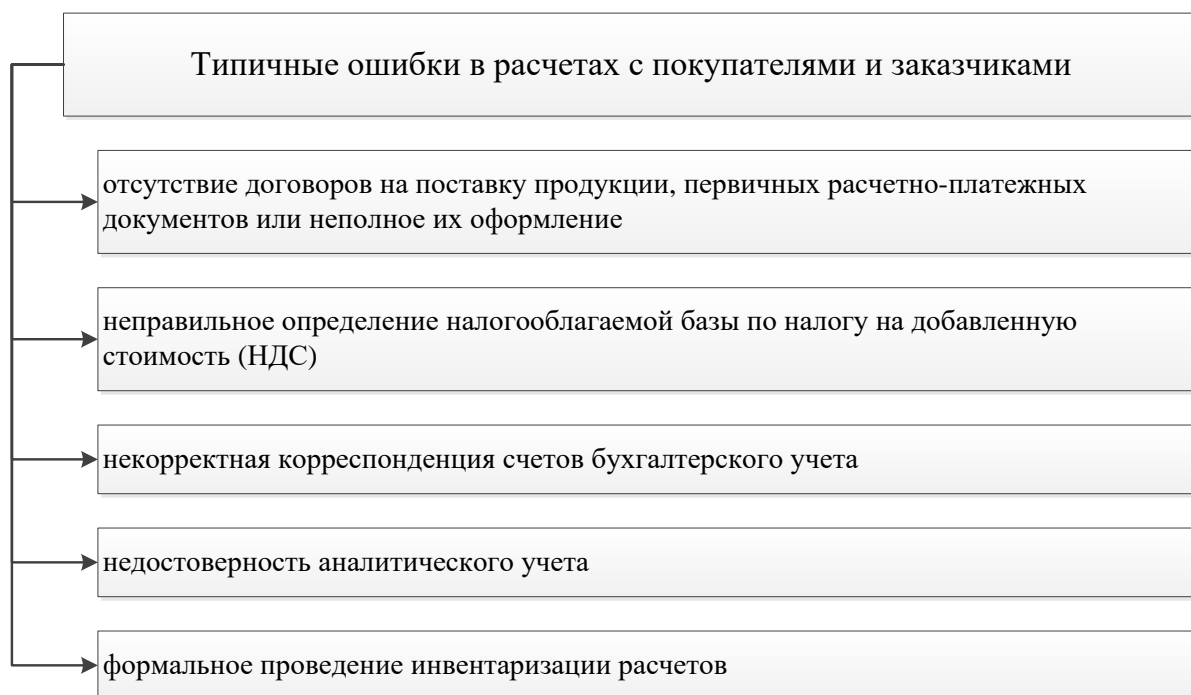 Типичные ошибки в расчетах с покупателями и заказчиками
отсутствие договоров на поставку продукции, первичных расчетно-платежных
документов или неполное их оформление
неправильное определение налогооблагаемой базы по налогу на добавленную
стоимость (НДС)
некорректная корреспонденция счетов бухгалтерского учета
недостоверность аналитического учета
формальное проведение инвентаризации расчетов